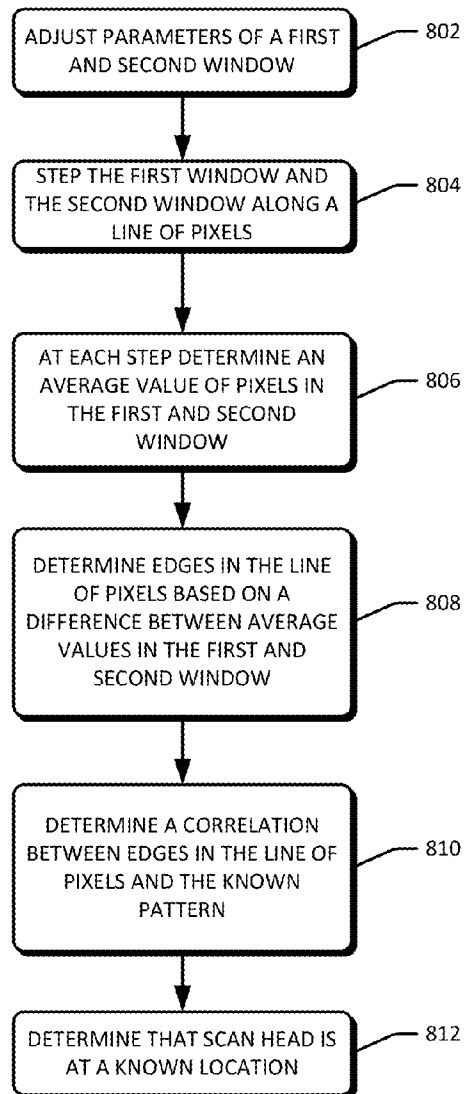 ADJUST PARAMETERS OF A FIRST
AND SECOND WINDOW
802
STEP THE FIRST WINDOW AND
THE SECOND WINDOW ALONG A
LINE OF PIXELS
804
AT EACH STEP DETERMINE AN
AVERAGE VALUE OF PIXELS IN
THE FIRST AND SECOND
WINDOW
806
DETERMINE EDGES IN THE LINE
OF PIXELS BASED ON A
DIFFERENCE BETWEEN AVERAGE
VALUES IN THE FIRST AND
SECOND WINDOW
808
DETERMINE A CORRELATION
BETWEEN EDGES IN THE LINE OF
PIXELS AND THE KNOWN
PATTERN
810
DETERMINE THAT SCAN HEAD IS
AT A KNOWN LOCATION
812